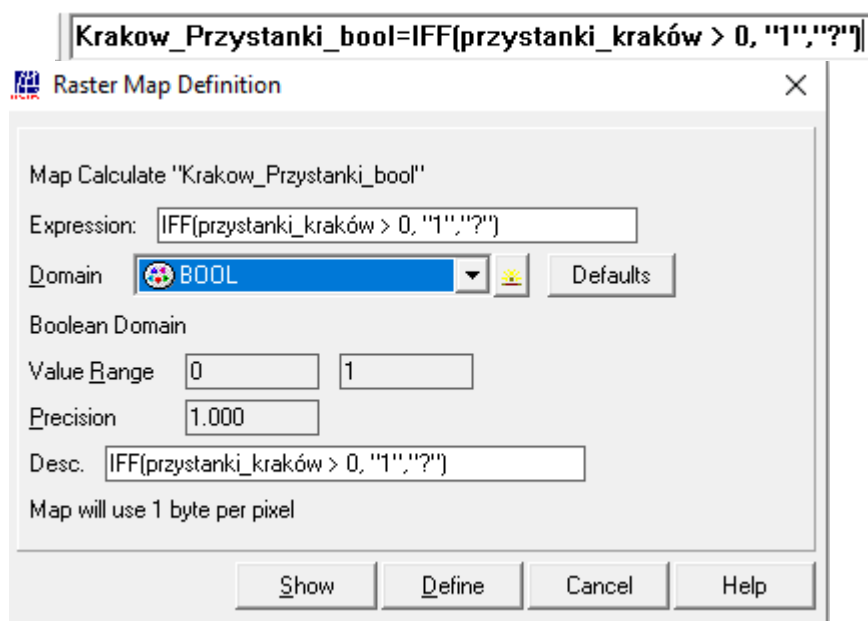 Krakow_Przystanki_bool=IFF(przystanki_kraków > 0, "1","?")
Raster Map Definition
Map Calculate "Krakow_Przystanki_bool"
Expression: IFF(przystanki_kraków > 0, "1","?")
Domain BOOL Defaults
Boolean Domain
Value Range 0 1
Precision 1.000
Desc. IFF(przystanki_kraków > 0, "1","?")
Map will use 1 byte per pixel
Show Define Cancel Help